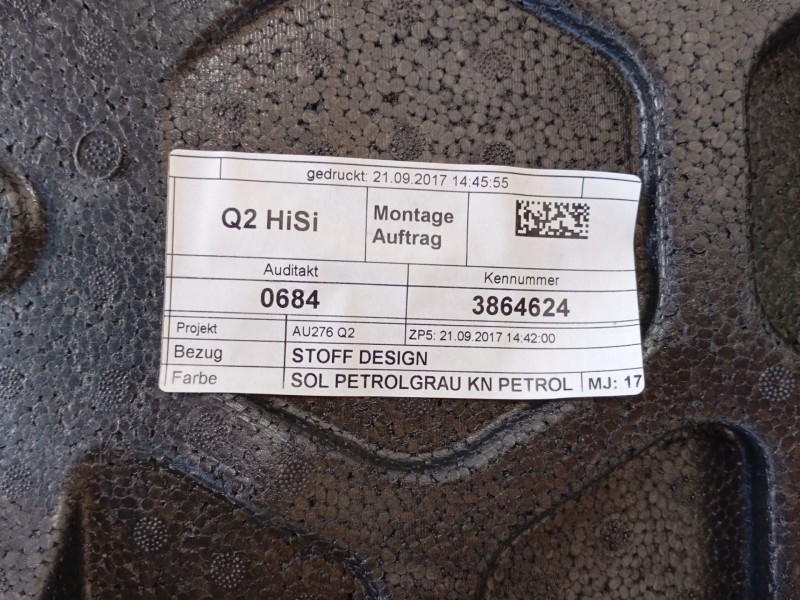 gedruckt: 21.09.2017 14:45:55
Q2 HiSi
Montage
Auftrag
Auditakt
Kennummer
0684
3864624
Projekt
AU276 Q2
ZP5: 21.09.2017 14:42:00
Bezug
STOFF DESIGN
Farbe
SOL PETROLGRAU KN PETROL
MJ: 17